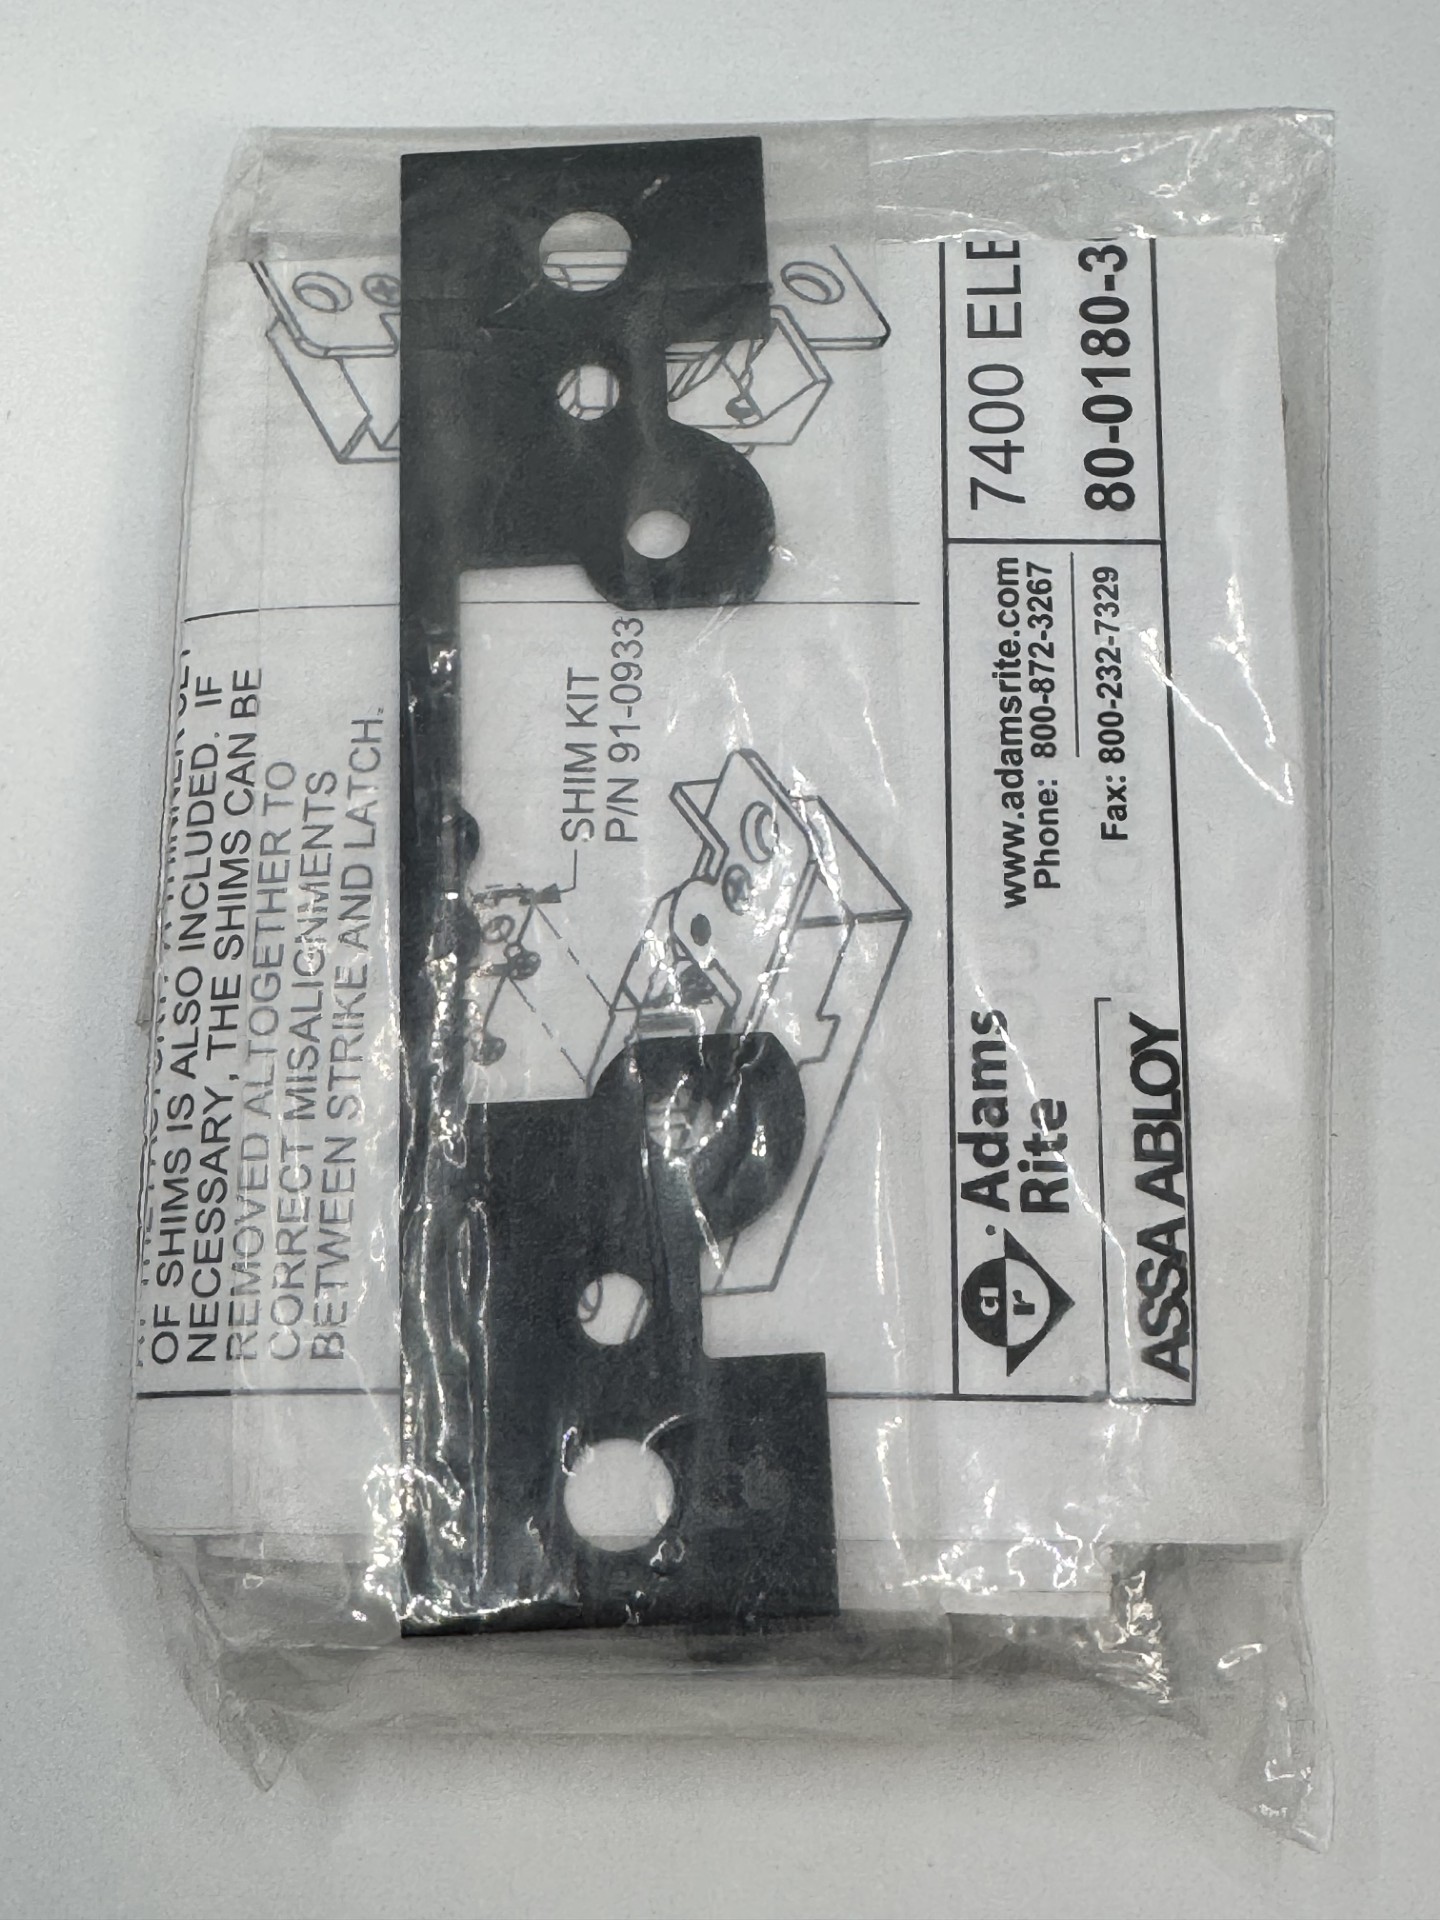 OF SHIMS IS ALSO INCLUDED. IF
NECESSARY, THE SHIMS CAN BE
REMOVED ALTOGETHER TO
CORRECT MISALIGNMENTS
BETWEEN STRIKE AND LATCH.
SHIM KIT
P/N 91-0933
7400 ELE
80-0180-3
www.adamsrite.com
Phone: 800-872-3267
Fax: 800-232-7329
ar
Adams
Rite
ASSA ABLOY